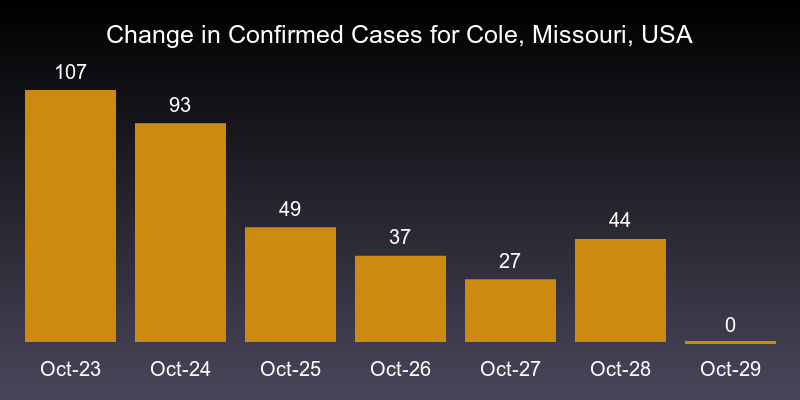 Change in Confirmed Cases for Cole, Missouri, USA
107
93
49
37
27
44
0
Oct-23
Oct-24
Oct-25
Oct-26
Oct-27
Oct-28
Oct-29